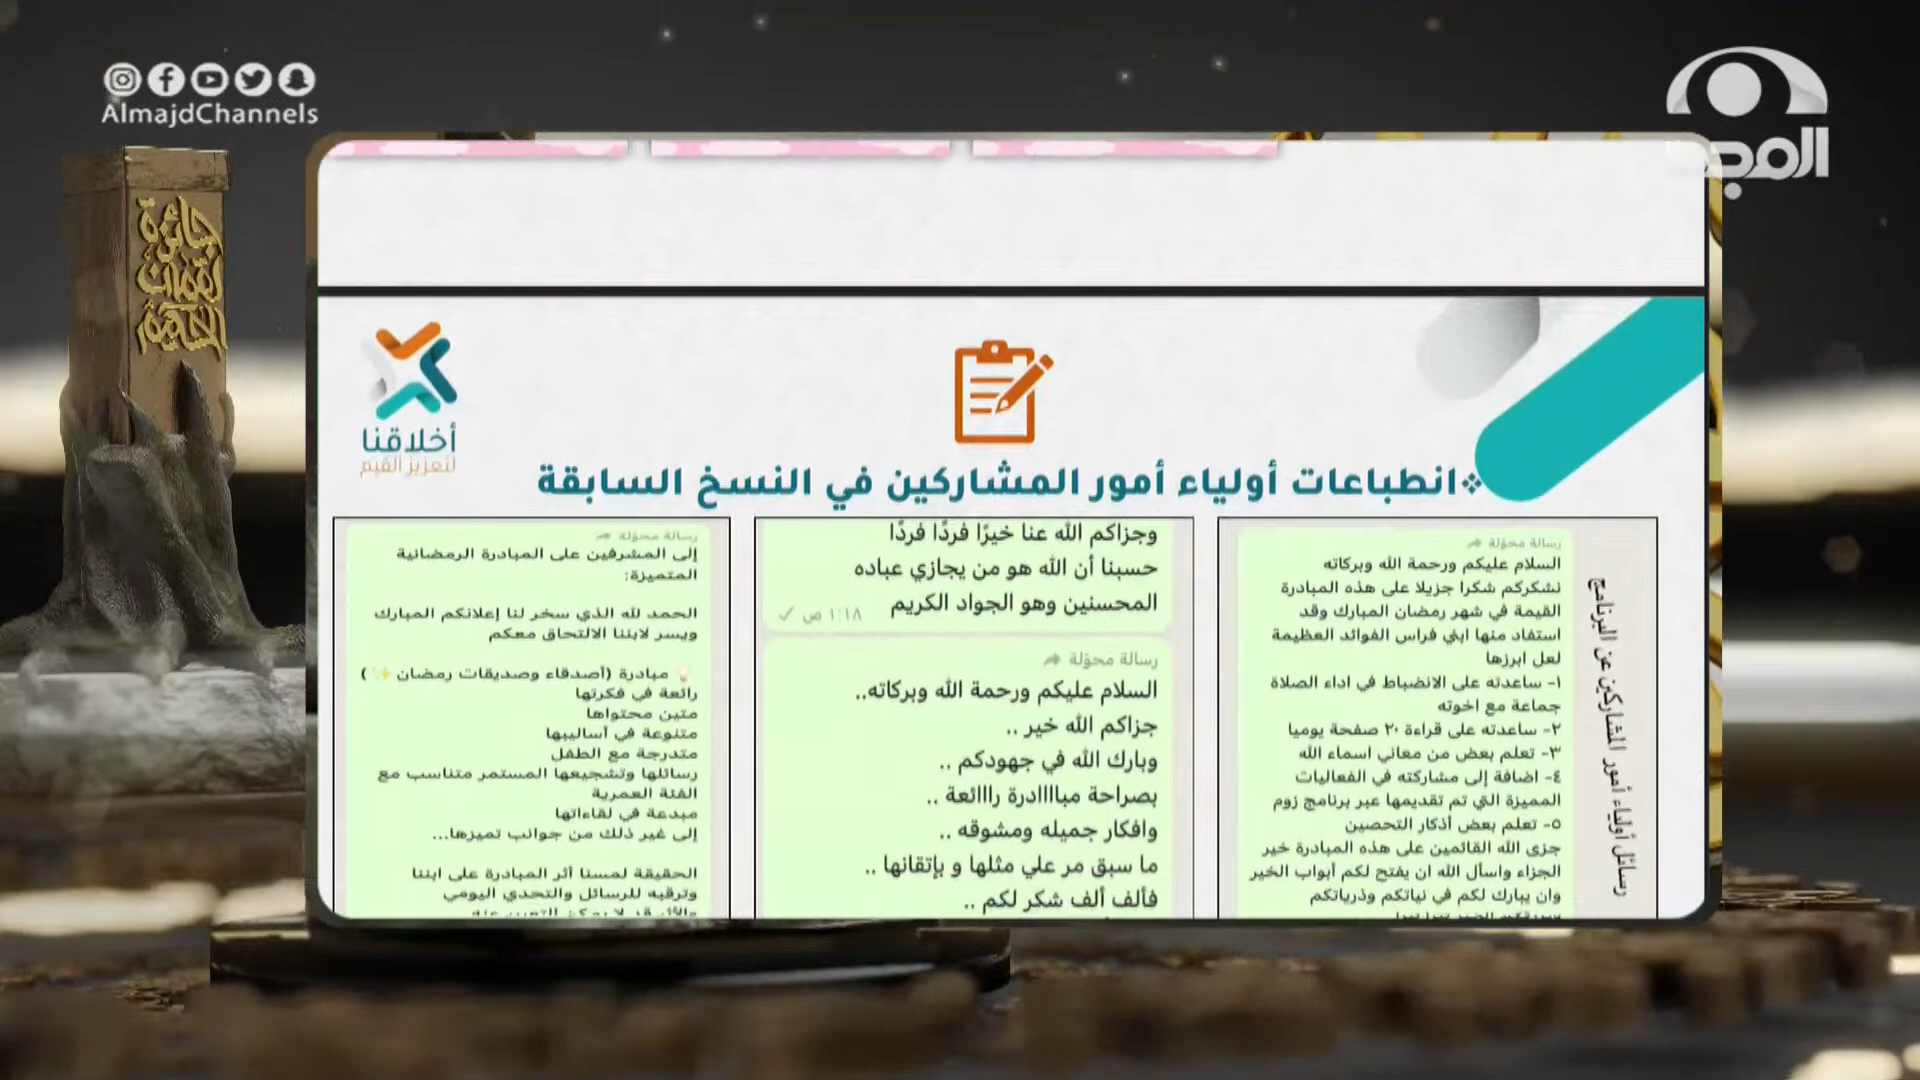 AlmajdChannels
المجد
جائزة
لقمان
الحكيم
أخلاقنا
لتعزيز القيم
❖انطباعات أولياء أمور المشاركين في النسخ السابقة
رسائل أولياء أمور المشاركين عن البرنامج
رسالة محوّلة
السلام عليكم ورحمة الله وبركاته
نشكركم شكرا جزيلا على هذه المبادرة
القيمة في شهر رمضان المبارك وقد
استفاد منها ابني فراس الفوائد العظيمة
لعل ابرزها
١- ساعدته على الانضباط في اداء الصلاة
جماعة مع اخوته
٢- ساعدته على قراءة ٢٠ صفحة يوميا
٣- تعلم بعض من معاني اسماء الله
٤- اضافة إلى مشاركته في الفعاليات
المميزة التي تم تقديمها عبر برنامج زوم
٥- تعلم بعض أذكار التحصين
جزى الله القائمين على هذه المبادرة خير
الجزاء واسأل الله ان يفتح لكم أبواب الخير
وان يبارك لكم في نياتكم وذرياتكم
وجزاكم الله عنا خيرًا فردًا فردًا
حسبنا أن الله هو من يجازي عباده
المحسنين وهو الجواد الكريم
١:١٨ ص ✓
رسالة محوّلة
السلام عليكم ورحمة الله وبركاته..
جزاكم الله خير ..
وبارك الله في جهودكم ..
بصراحة مبااادرة رااائعة ..
وافكار جميله ومشوقه ..
ما سبق مر علي مثلها و بإتقانها ..
فألف ألف شكر لكم ..
رسالة محوّلة
إلى المشرفين على المبادرة الرمضانية
المتميزة:
الحمد لله الذي سخر لنا إعلانكم المبارك
ويسر لابننا الالتحاق معكم
💡 مبادرة (أصدقاء وصديقات رمضان ✨)
رائعة في فكرتها
متين محتواها
متنوعة في أساليبها
متدرجة مع الطفل
رسائلها وتشجيعها المستمر متناسب مع
الفئة العمرية
مبدعة في لقاءاتها
إلى غير ذلك من جوانب تميزها...
الحقيقة لمسنا أثر المبادرة على ابننا
وترقبه للرسائل والتحدي اليومي